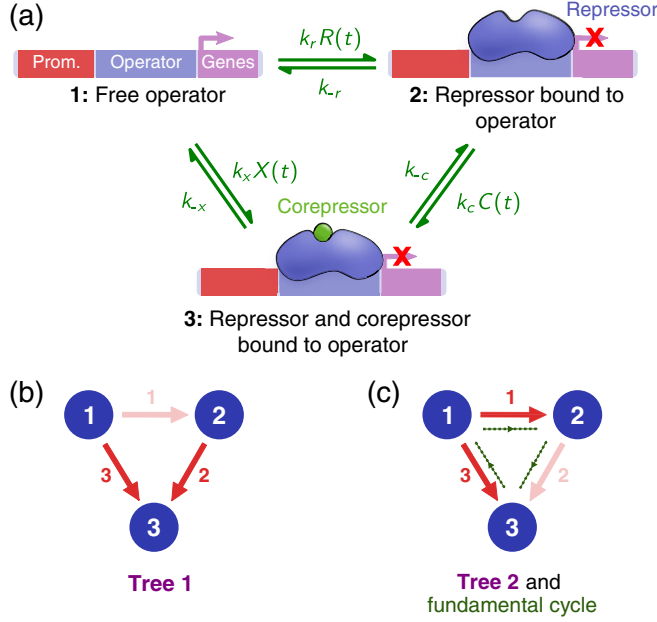 (a)
Repressor
k_r R(t)
k_-r
Prom. Operator Genes
X
1: Free operator
2: Repressor bound to
operator
k_x X(t)
k_-x
k_-c
k_c C(t)
Corepressor
X
3: Repressor and corepressor
bound to operator
(b)
1
1
2
3
2
3
Tree 1
(c)
1
1
2
3
2
3
Tree 2 and
fundamental cycle